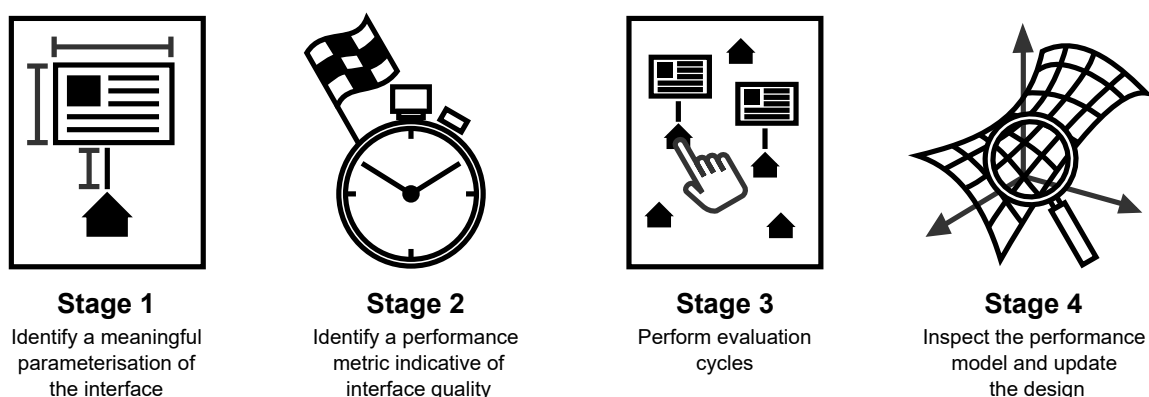 Stage 1
Identify a meaningful
parameterisation of
the interface
Stage 2
Identify a performance
metric indicative of
interface quality
Stage 3
Perform evaluation
cycles
Stage 4
Inspect the performance
model and update
the design